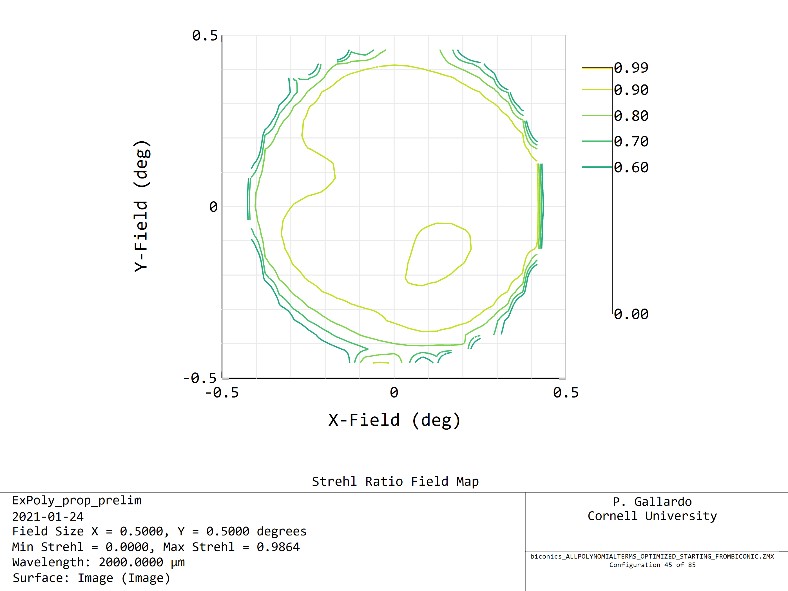 0.5
0
-0.5
-0.5
0
0.5
Y-Field (deg)
X-Field (deg)
0.99
0.90
0.80
0.70
0.60
0.00
Strehl Ratio Field Map
ExPoly_prop_prelim
2021-01-24
Field Size X = 0.5000, Y = 0.5000 degrees
Min Strehl = 0.0000, Max Strehl = 0.9864
Wavelength: 2000.0000 µm
Surface: Image (Image)
P. Gallardo
Cornell University
biconics_ALLPOLYNOMIALTERMS_OPTIMIZED_STARTING_FROMBICONIC.ZMX
Configuration 45 of 85